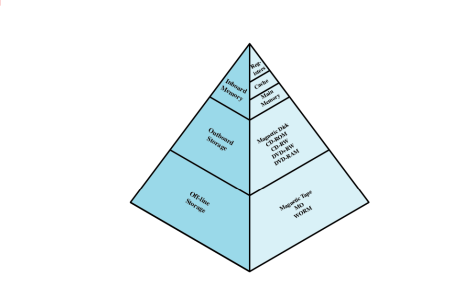 Reg-
isters
Cache
Main
Memory
Inboard
Memory
Outboard
Storage
Magnetic Disk
CD-ROM
CD-RW
DVD-RW
DVD-RAM
Off-line
Storage
Magnetic Tape
MO
WORM